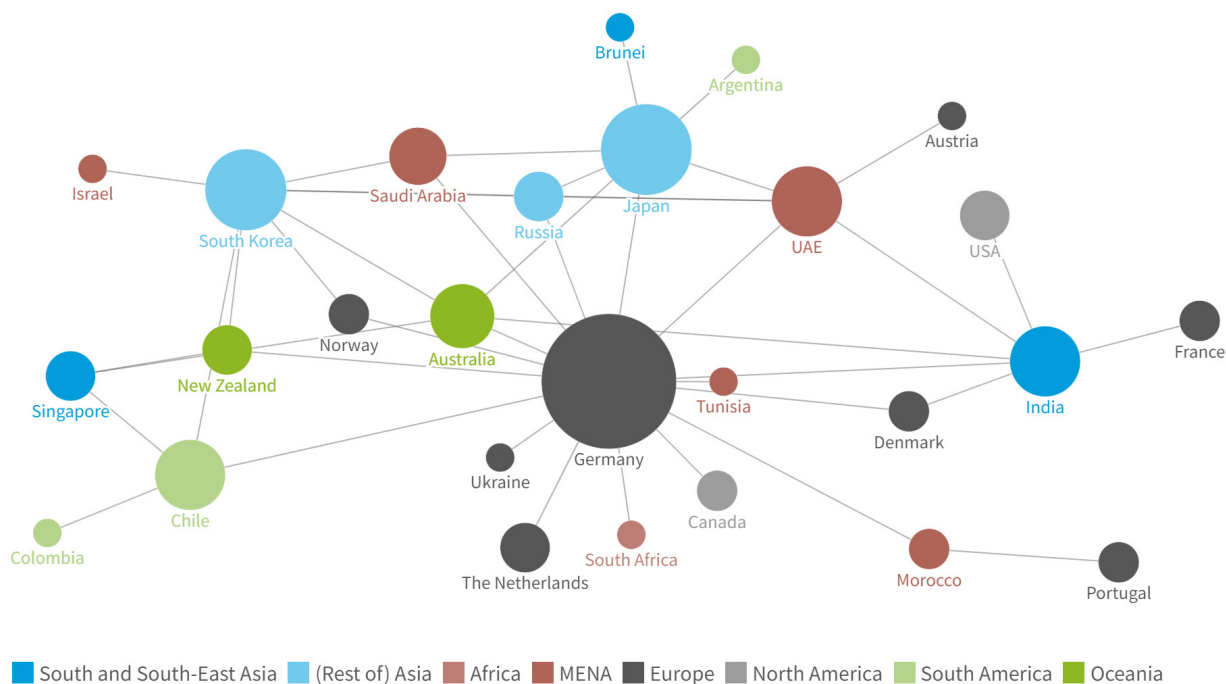 Brunei
Argentina
Austria
Israel
Saudi Arabia
Japan
South Korea
Russia
UAE
USA
Norway
Australia
New Zealand
France
Singapore
Tunisia
India
Denmark
Germany
Ukraine
Chile
Canada
Colombia
South Africa
The Netherlands
Morocco
Portugal
South and South-East Asia (Rest of) Asia Africa MENA Europe North America South America Oceania